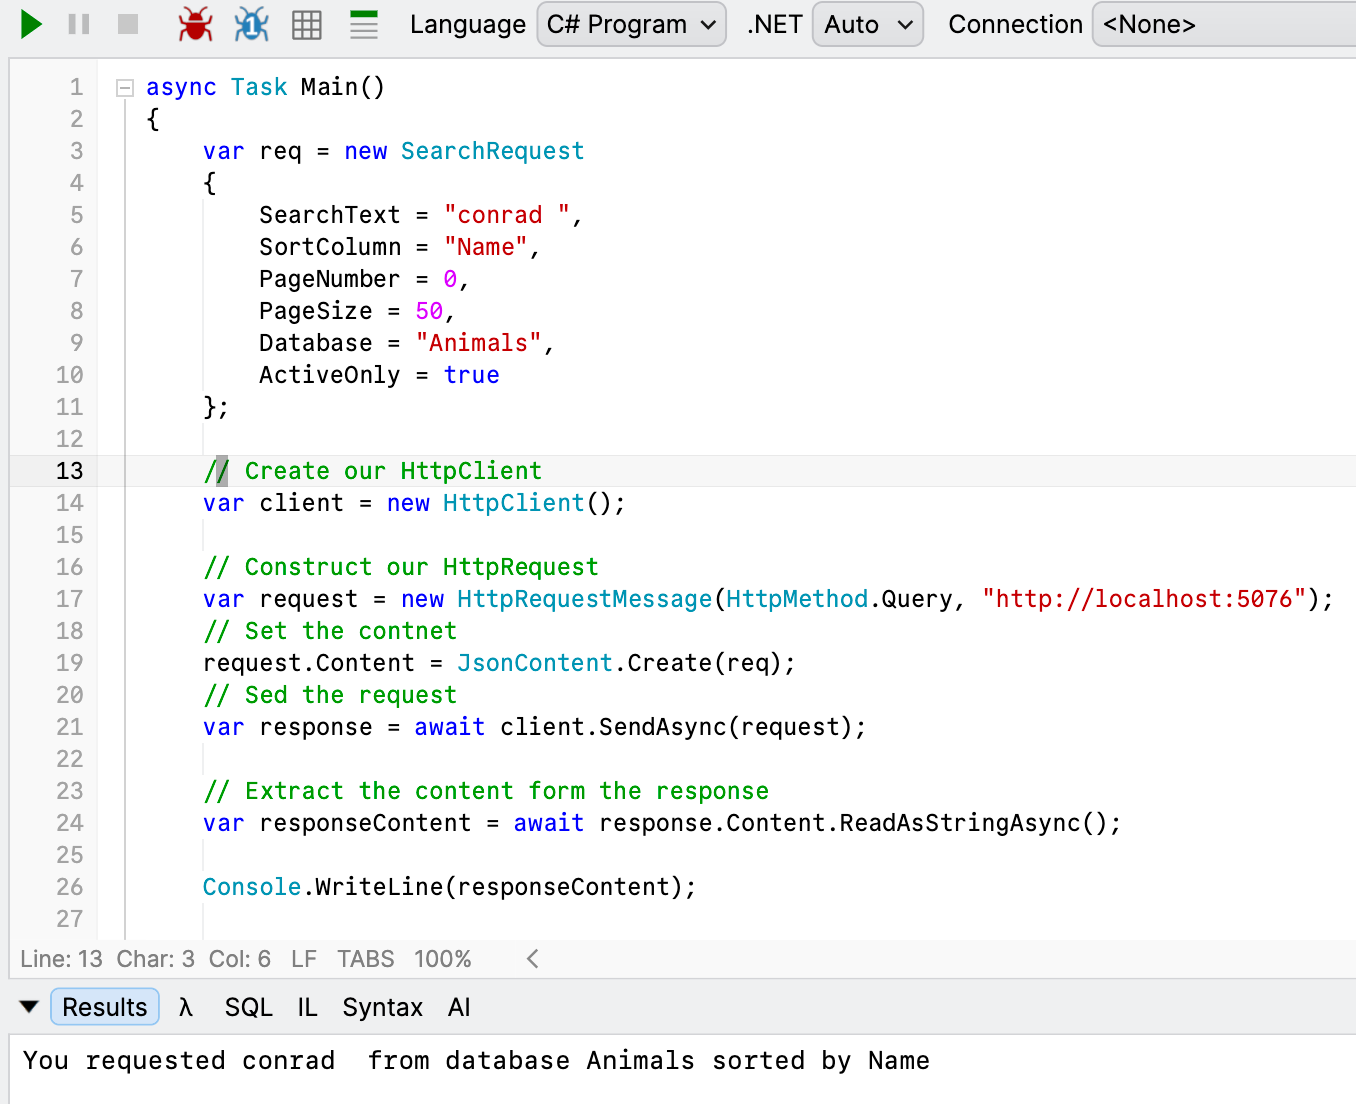 Language C# Program .NET Auto Connection <None>
1 async Task Main()
2 {
3 var req = new SearchRequest
4 {
5 SearchText = "conrad ",
6 SortColumn = "Name",
7 PageNumber = 0,
8 PageSize = 50,
9 Database = "Animals",
10 ActiveOnly = true
11 };
12
13 // Create our HttpClient
14 var client = new HttpClient();
15
16 // Construct our HttpRequest
17 var request = new HttpRequestMessage(HttpMethod.Query, "http://localhost:5076");
18 // Set the contnet
19 request.Content = JsonContent.Create(req);
20 // Sed the request
21 var response = await client.SendAsync(request);
22
23 // Extract the content form the response
24 var responseContent = await response.Content.ReadAsStringAsync();
25
26 Console.WriteLine(responseContent);
27
Line: 13 Char: 3 Col: 6 LF TABS 100%
Results λ SQL IL Syntax AI
You requested conrad  from database Animals sorted by Name